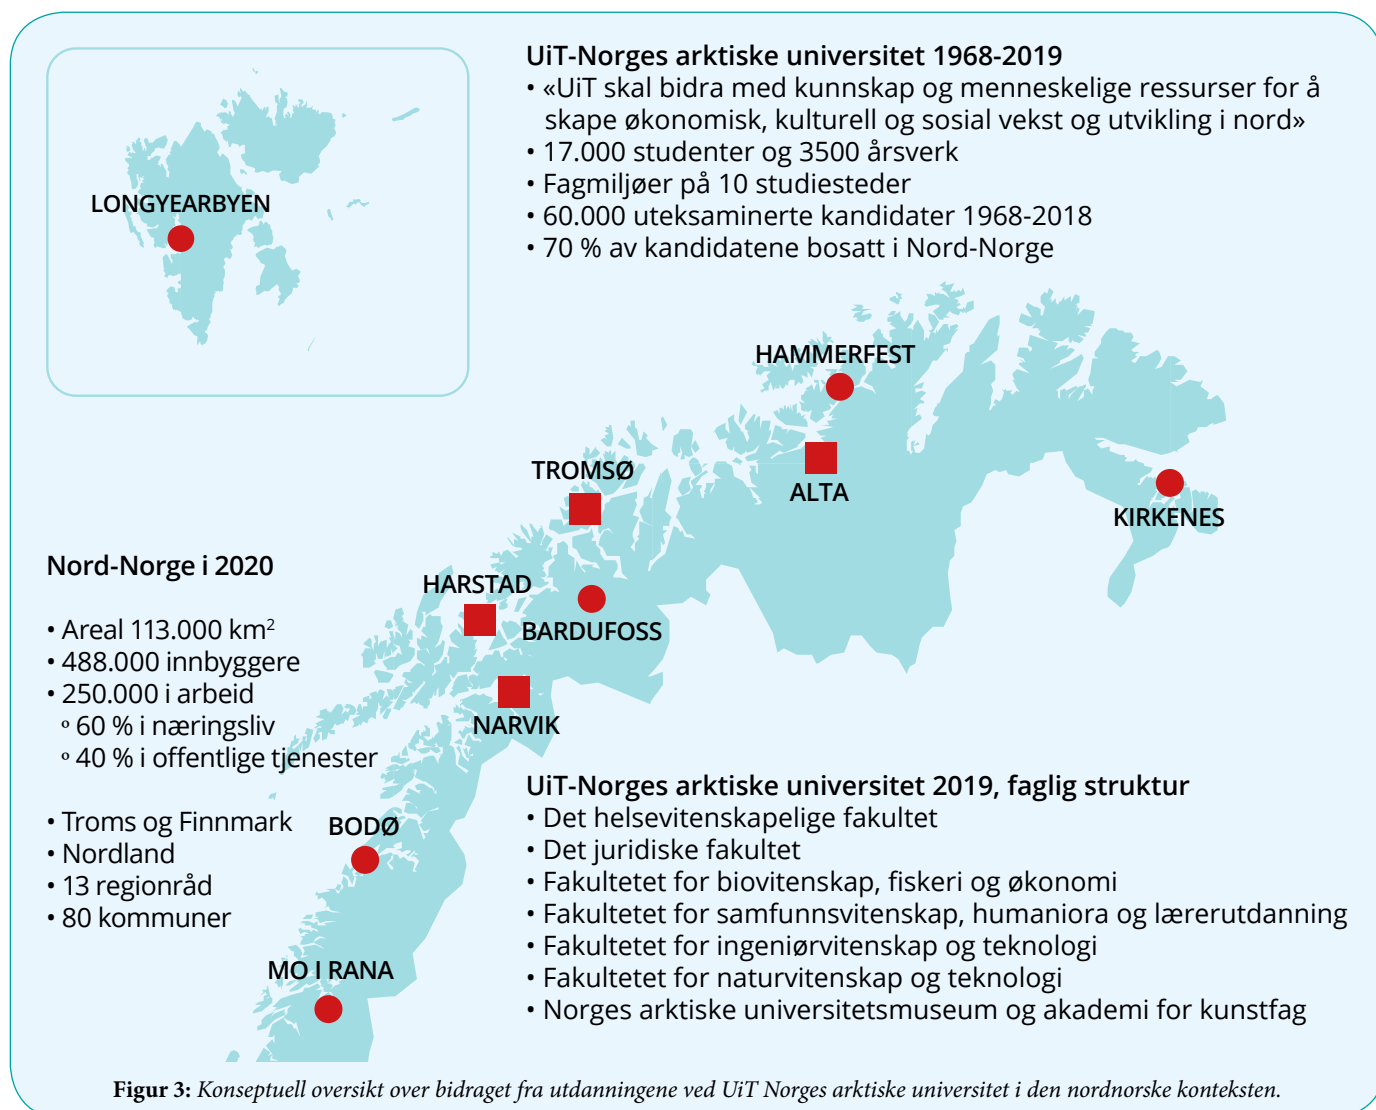 UiT-Norges arktiske universitet 1968-2019
• «UiT skal bidra med kunnskap og menneskelige ressurser for å
skape økonomisk, kulturell og sosial vekst og utvikling i nord»
• 17.000 studenter og 3500 årsverk
• Fagmiljøer på 10 studiesteder
• 60.000 uteksaminerte kandidater 1968-2018
• 70 % av kandidatene bosatt i Nord-Norge
LONGYEARBYEN
HAMMERFEST
TROMSØ
ALTA
KIRKENES
HARSTAD
BARDUFOSS
NARVIK
BODØ
MO I RANA
Nord-Norge i 2020
• Areal 113.000 km²
• 488.000 innbyggere
• 250.000 i arbeid
º 60 % i næringsliv
º 40 % i offentlige tjenester
• Troms og Finnmark
• Nordland
• 13 regionråd
• 80 kommuner
UiT-Norges arktiske universitet 2019, faglig struktur
• Det helsevitenskapelige fakultet
• Det juridiske fakultet
• Fakultetet for biovitenskap, fiskeri og økonomi
• Fakultetet for samfunnsvitenskap, humaniora og lærerutdanning
• Fakultetet for ingeniørvitenskap og teknologi
• Fakultetet for naturvitenskap og teknologi
• Norges arktiske universitetsmuseum og akademi for kunstfag
Figur 3: Konseptuell oversikt over bidraget fra utdanningene ved UiT Norges arktiske universitet i den nordnorske konteksten.